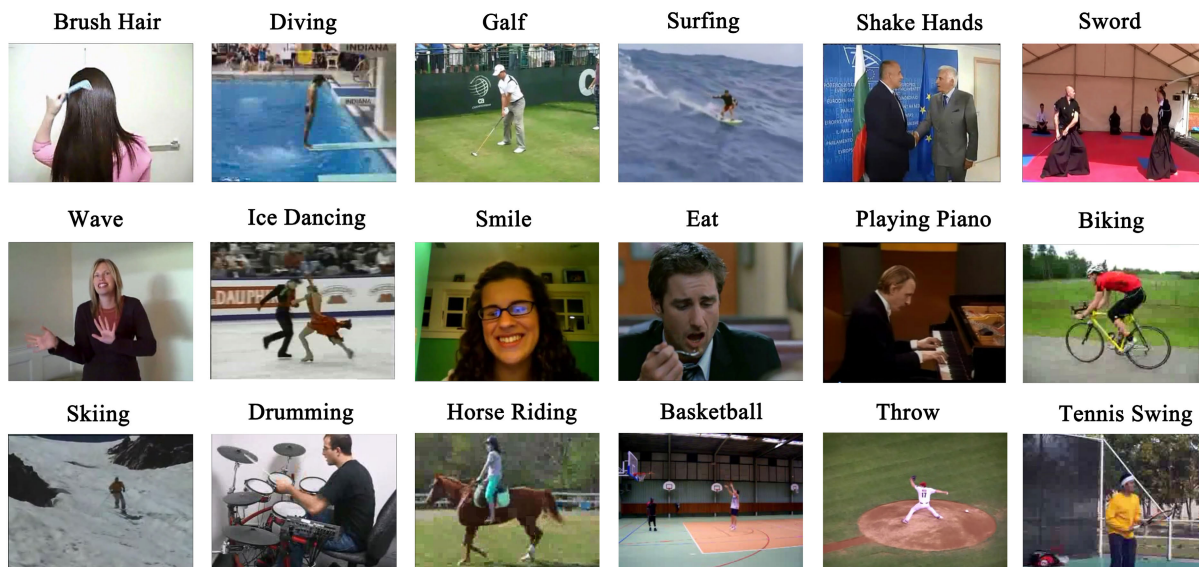 Brush Hair
Diving
Galf
Surfing
Shake Hands
Sword
INDIANA
INDIANA
Wave
Ice Dancing
Smile
Eat
Playing Piano
Biking
DAUPH
Skiing
Drumming
Horse Riding
Basketball
Throw
Tennis Swing